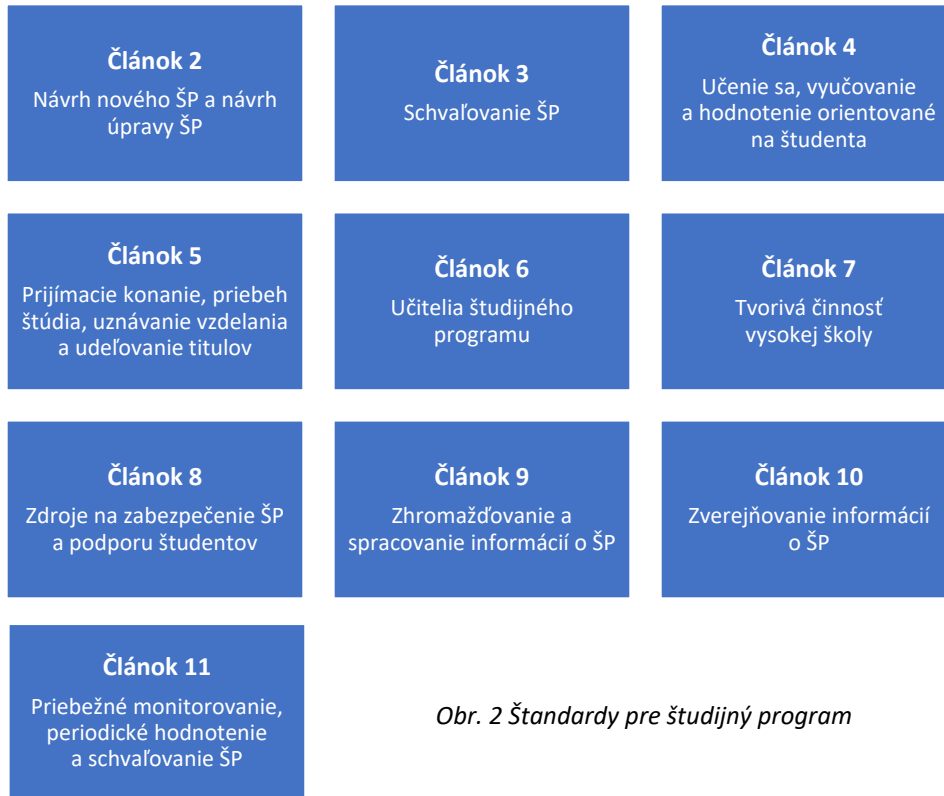 Článok 2
Návrh nového ŠP a návrh
úpravy ŠP
Článok 3
Schvaľovanie ŠP
Článok 4
Učenie sa, vyučovanie
a hodnotenie orientované
na študenta
Článok 5
Prijímacie konanie, priebeh
štúdia, uznávanie vzdelania
a udeľovanie titulov
Článok 6
Učitelia študijného
programu
Článok 7
Tvorivá činnosť
vysokej školy
Článok 8
Zdroje na zabezpečenie ŠP
a podporu študentov
Článok 9
Zhromažďovanie a
spracovanie informácií o ŠP
Článok 10
Zverejňovanie informácií
o ŠP
Článok 11
Priebežné monitorovanie,
periodické hodnotenie
a schvaľovanie ŠP
Obr. 2 Štandardy pre študijný program